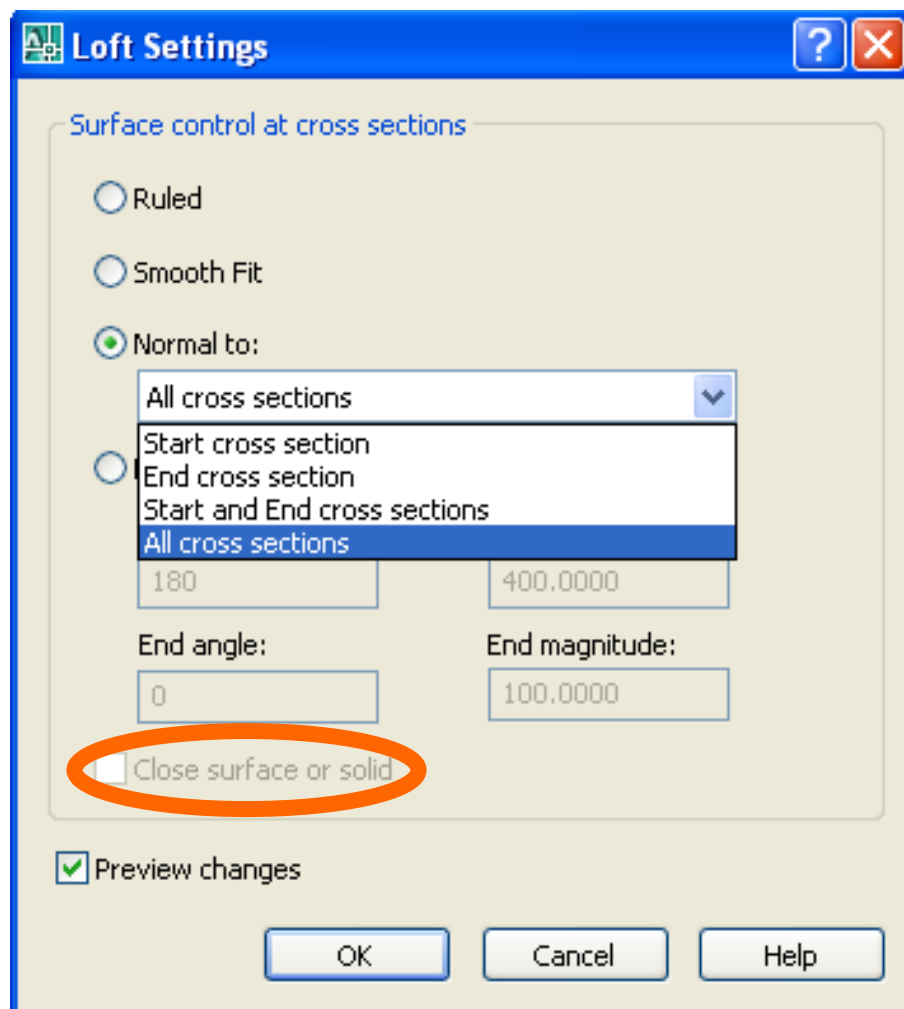 Loft Settings
Surface control at cross sections
Ruled
Smooth Fit
Normal to:
All cross sections
Start cross section
End cross section
Start and End cross sections
All cross sections
180 400.0000
End angle: End magnitude:
0 100.0000
Close surface or solid
Preview changes
OK Cancel Help